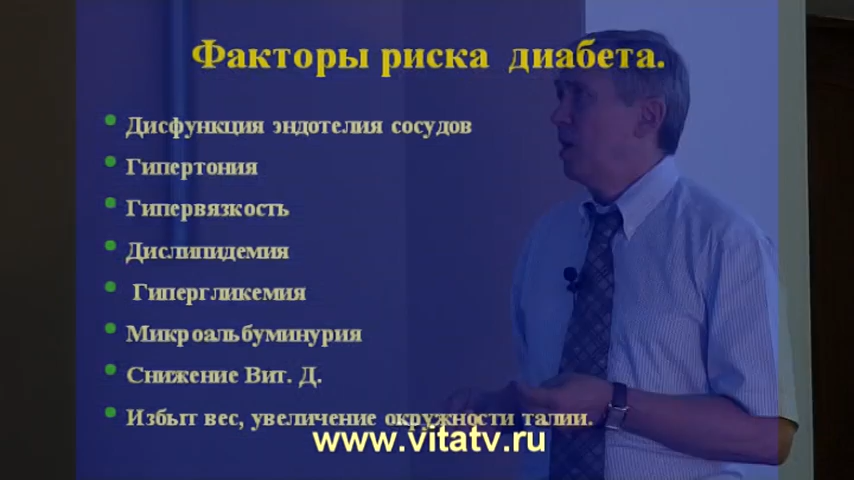 Факторы риска диабета.
Дисфункция эндотелия сосудов
Гипертония
Гипервязкость
Дислипидемия
Гипергликемия
Микроальбуминурия
Снижение Вит. Д.
Избыт вес, увеличение окружности талии.
www.vitatv.ru